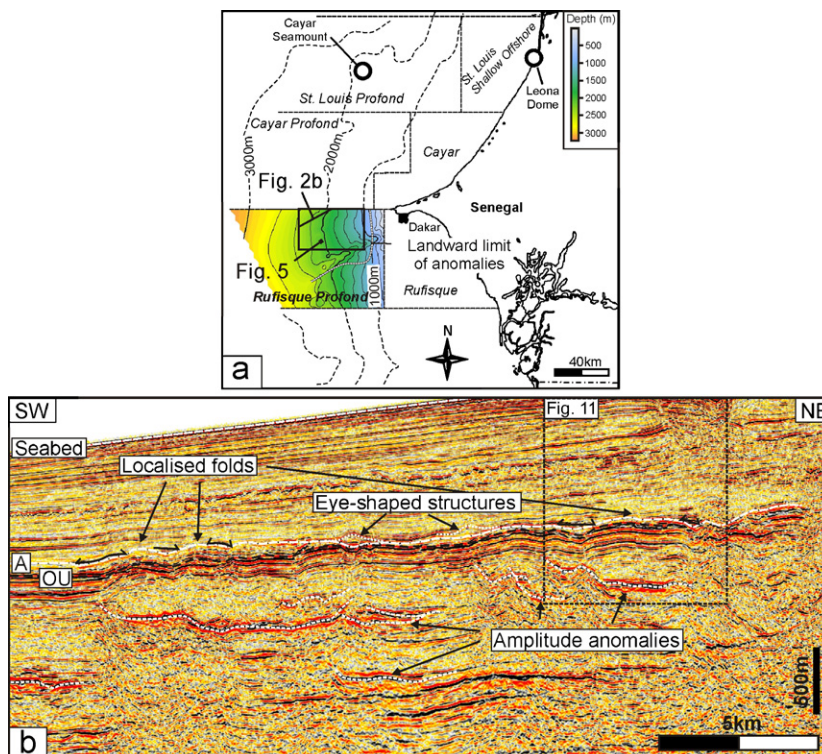 Cayar
Seamount
St. Louis Profond
St. Louis
Shallow Offshore
Depth (m)
500
1000
1500
2000
2500
3000
Leona
Dome
Cayar Profond
Cayar
3000m
2000m
Fig. 2b
Senegal
Dakar
Landward limit
of anomalies
Fig. 5
1000m
Rufisque Profond
Rufisque
N
a
40km
SW
Fig. 11
NE
Seabed
Localised folds
Eye-shaped structures
A
OU
Amplitude anomalies
500m
5km
b